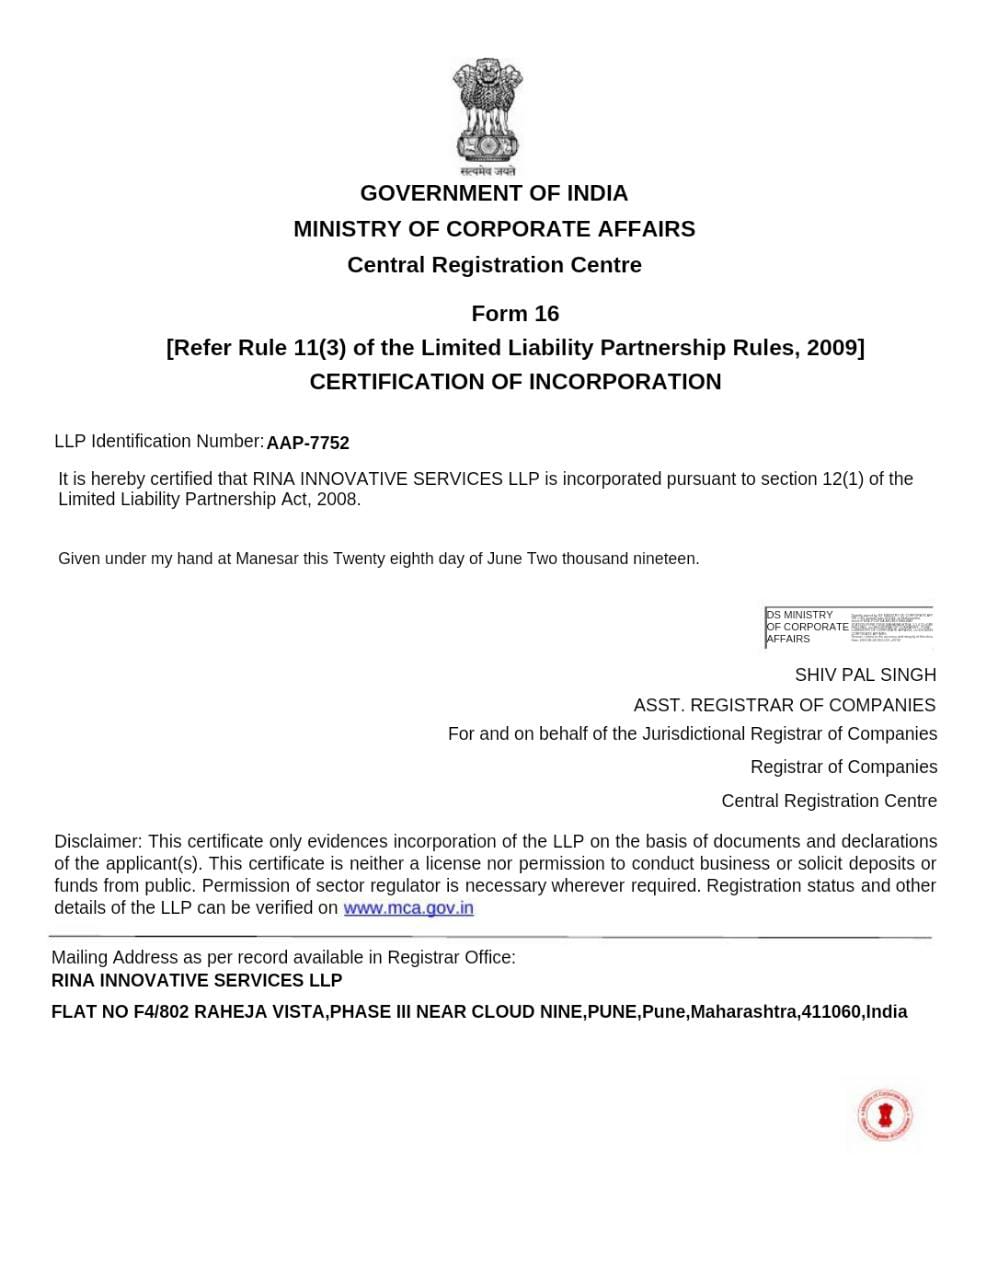 सत्यमेव जयते
GOVERNMENT OF INDIA
MINISTRY OF CORPORATE AFFAIRS
Central Registration Centre
Form 16
[Refer Rule 11(3) of the Limited Liability Partnership Rules, 2009]
CERTIFICATION OF INCORPORATION
LLP Identification Number: AAP-7752
It is hereby certified that RINA INNOVATIVE SERVICES LLP is incorporated pursuant to section 12(1) of the
Limited Liability Partnership Act, 2008.
Given under my hand at Manesar this Twenty eighth day of June Two thousand nineteen.
DS MINISTRY
OF CORPORATE
AFFAIRS
SHIV PAL SINGH
ASST. REGISTRAR OF COMPANIES
For and on behalf of the Jurisdictional Registrar of Companies
Registrar of Companies
Central Registration Centre
Disclaimer: This certificate only evidences incorporation of the LLP on the basis of documents and declarations
of the applicant(s). This certificate is neither a license nor permission to conduct business or solicit deposits or
funds from public. Permission of sector regulator is necessary wherever required. Registration status and other
details of the LLP can be verified on www.mca.gov.in
Mailing Address as per record available in Registrar Office:
RINA INNOVATIVE SERVICES LLP
FLAT NO F4/802 RAHEJA VISTA,PHASE III NEAR CLOUD NINE,PUNE,Pune,Maharashtra,411060,India
Ministry of Corporate Affairs